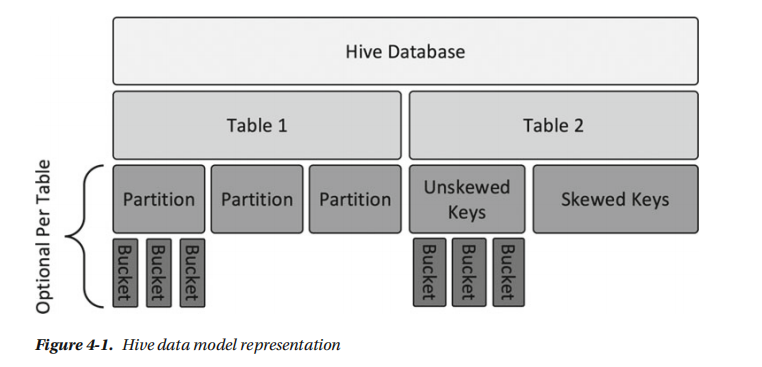 Hive Database
Table 1
Table 2
Optional Per Table
Partition
Partition
Partition
Unskewed
Keys
Skewed Keys
Bucket
Bucket
Bucket
Bucket
Bucket
Bucket
Figure 4-1. Hive data model representation